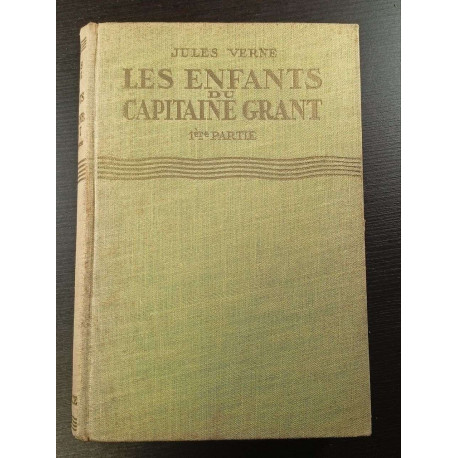 JULES VERNE
LES ENFANTS
DU
CAPITAINE GRANT
1ère PARTIE